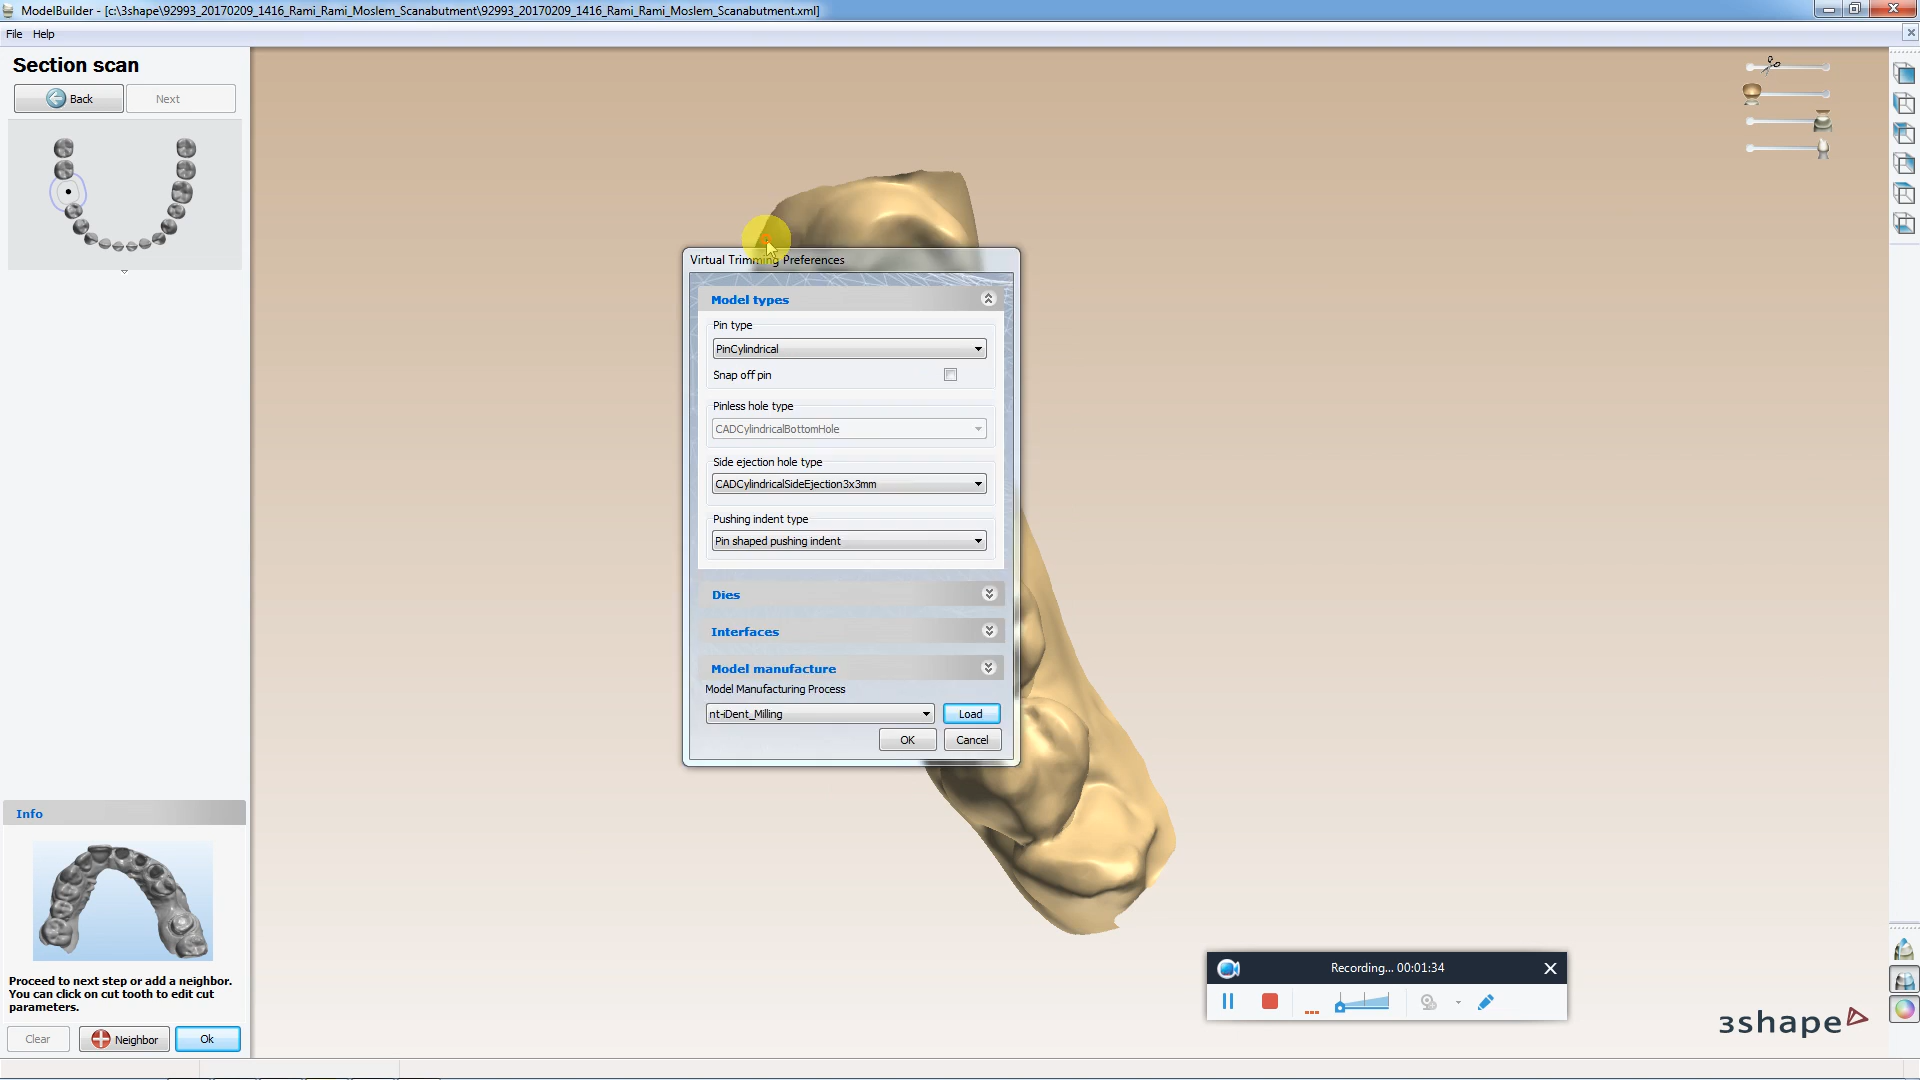 ModelBuilder - [c:\3shape\92993_20170209_1416_Rami_Rami_Moslem_Scanabutment\92993_20170209_1416_Rami_Rami_Moslem_Scanabutment.xml]
File Help
Section scan
Back Next
Virtual Trimming Preferences
Model types
Pin type
PinCylindrical
Snap off pin
Pinless hole type
CADCylindricalBottomHole
Side ejection hole type
CADCylindricalSideEjection3x3mm
Pushing indent type
Pin shaped pushing indent
Dies
Interfaces
Model manufacture
Model Manufacturing Process
nt-iDent_Milling Load
OK Cancel
Info
Proceed to next step or add a neighbor.
You can click on cut tooth to edit cut
parameters.
Clear Neighbor Ok
Recording... 00:01:34
3shape